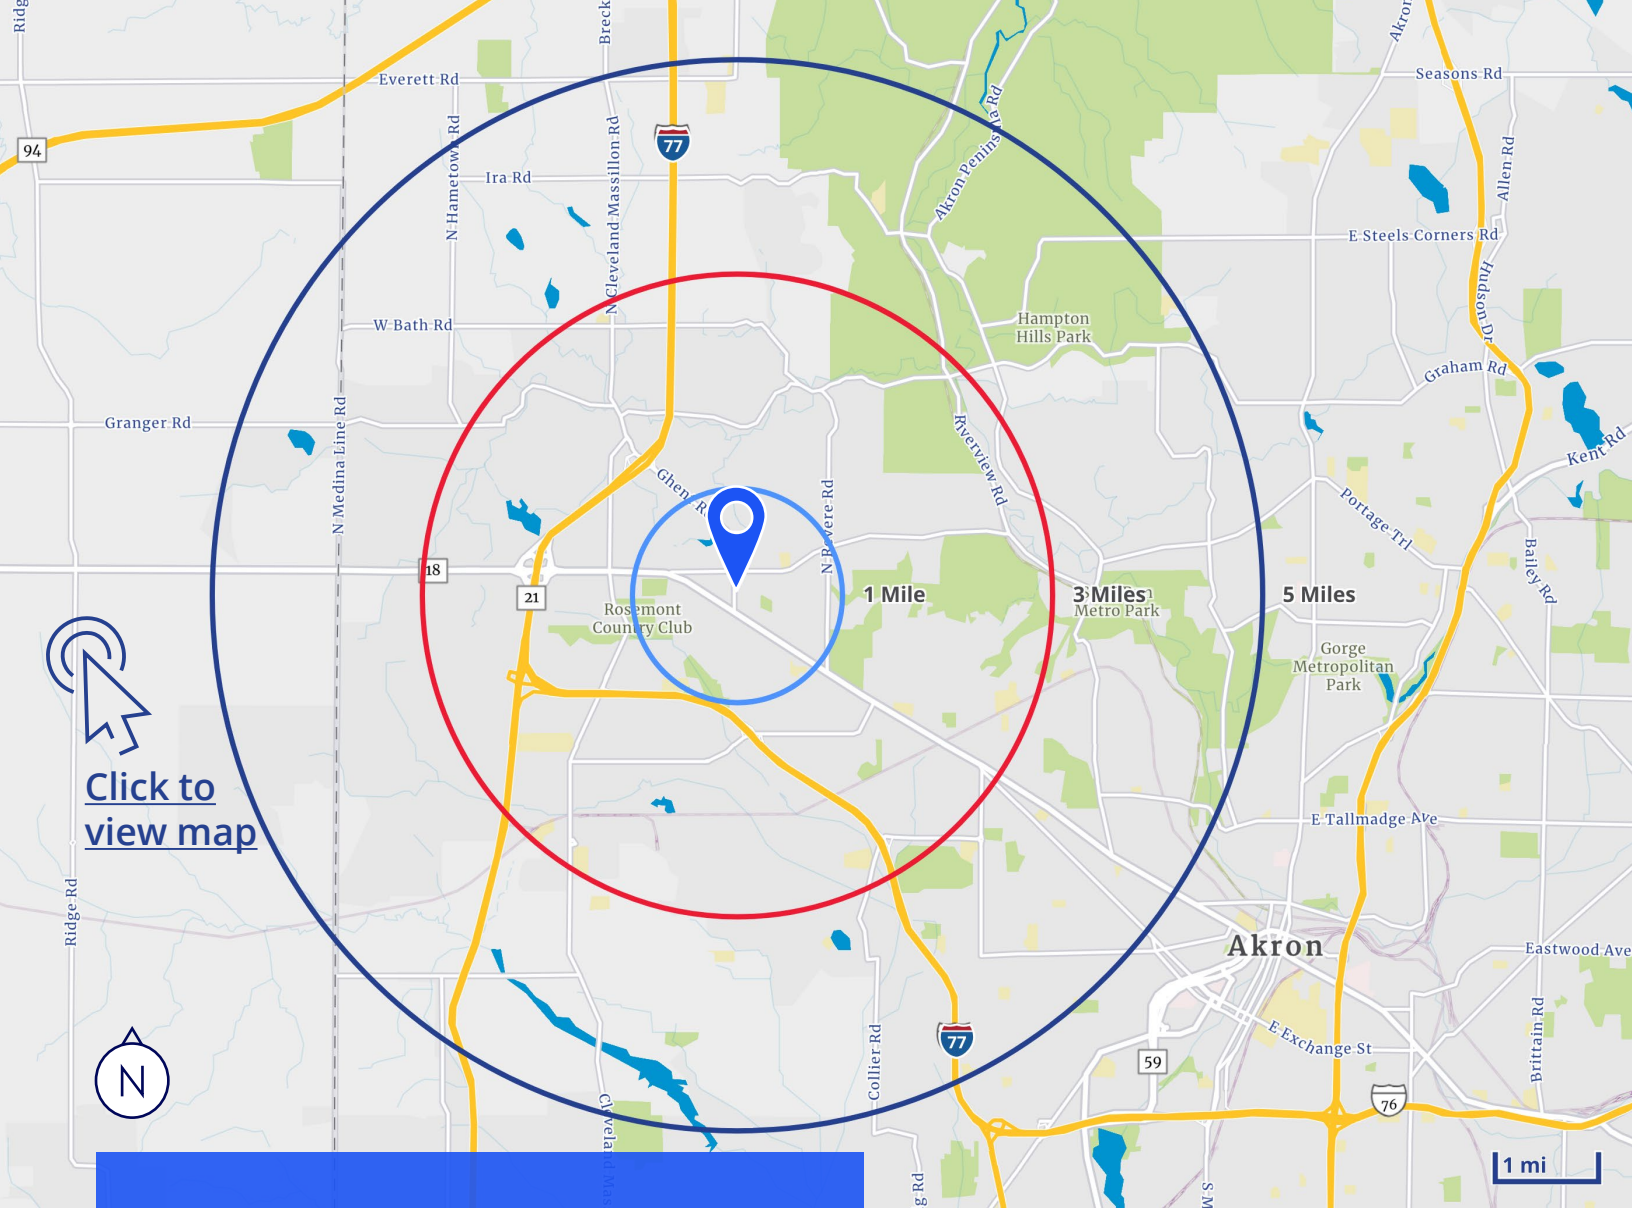 Everett Rd
Seasons Rd
94
77
N Hametown Rd
Ira Rd
N Cleveland Massillon Rd
Akron Peninsula Rd
Allen Rd
E Steels Corners Rd
Hudson Dr
W Bath Rd
Hampton
Hills Park
Graham Rd
Granger Rd
N Medina Line Rd
Riverview Rd
Kent Rd
Portage Trl
N Revere Rd
Bailey Rd
18
21
Rosemont
Country Club
1 Mile
3 Miles
Metro Park
5 Miles
Gorge
Metropolitan
Park
Click to
view map
E Tallmadge Ave
Ridge Rd
Akron
Eastwood Ave
N
Collier Rd
77
59
E Exchange St
76
Brittain Rd
Cleveland Mas
g Rd
S M
1 mi